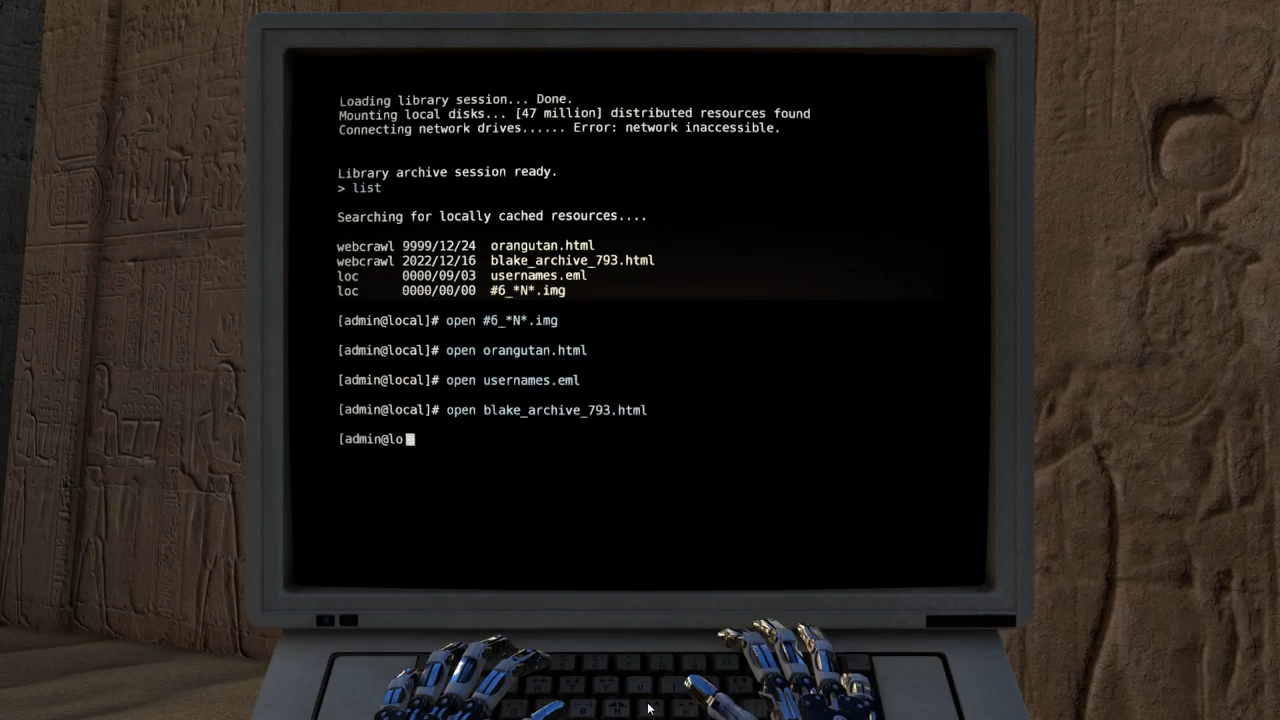 Loading library session... Done.
Mounting local disks... [47 million] distributed resources found
Connecting network drives...... Error: network inaccessible.
Library archive session ready.
> list
Searching for locally cached resources....
webcrawl 9999/12/24 orangutan.html
webcrawl 2022/12/16 blake_archive_793.html
loc 0000/09/03 usernames.eml
loc 0000/00/00 #6_*N*.img
[admin@local]# open #6_*N*.img
[admin@local]# open orangutan.html
[admin@local]# open usernames.eml
[admin@local]# open blake_archive_793.html
[admin@lo